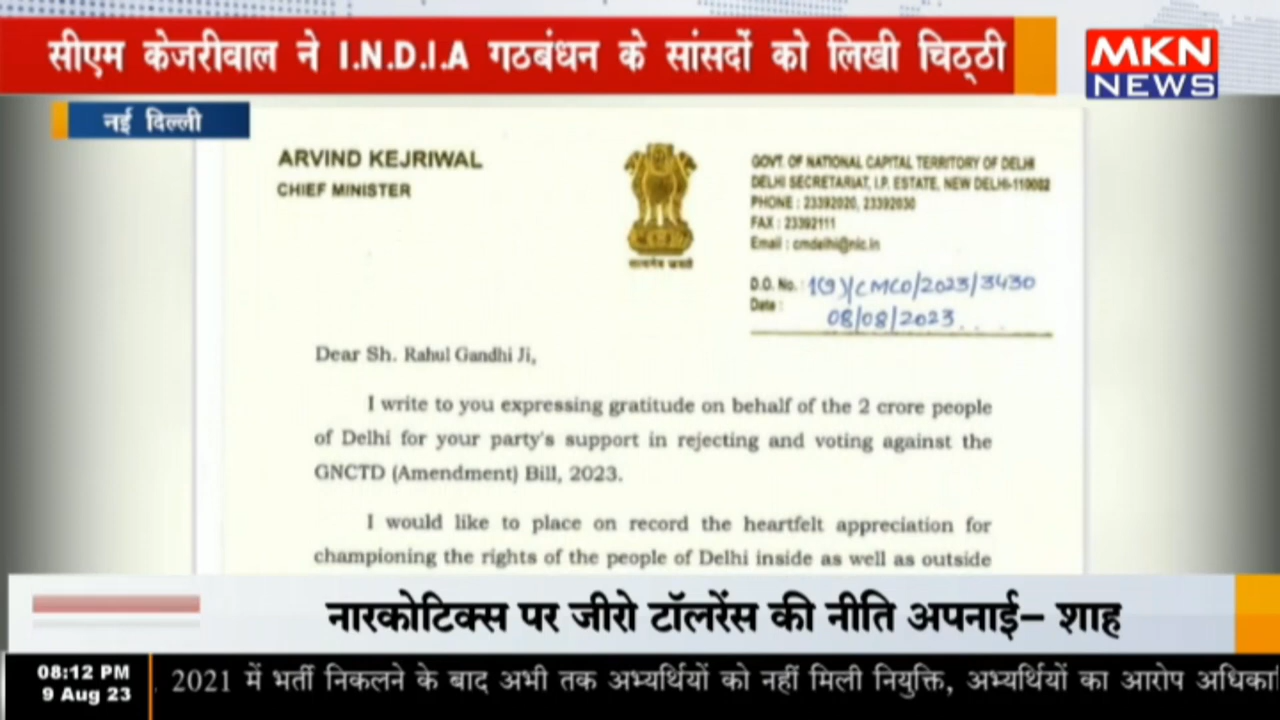 सीएम केजरीवाल ने I.N.D.I.A गठबंधन के सांसदों को लिखी चिठ्ठी
MKN
NEWS
नई दिल्ली
ARVIND KEJRIWAL
CHIEF MINISTER
सत्यमेव जयते
GOVT. OF NATIONAL CAPITAL TERRITORY OF DELHI
DELHI SECRETARIAT, I.P. ESTATE, NEW DELHI-110002
PHONE : 23392020, 23392030
FAX : 23392111
Email : cmdelhi@nic.in
D.O. No. : /CMCO/2023/3430
Date : 08/08/2023
Dear Sh. Rahul Gandhi Ji,
I write to you expressing gratitude on behalf of the 2 crore people
of Delhi for your party's support in rejecting and voting against the
GNCTD (Amendment) Bill, 2023.
I would like to place on record the heartfelt appreciation for
championing the rights of the people of Delhi inside as well as outside
नारकोटिक्स पर जीरो टॉलरेंस की नीति अपनाई– शाह
08:12 PM
9 Aug 23
2021 में भर्ती निकलने के बाद अभी तक अभ्यर्थियों को नहीं मिली नियुक्ति, अभ्यर्थियों का आरोप अधिका